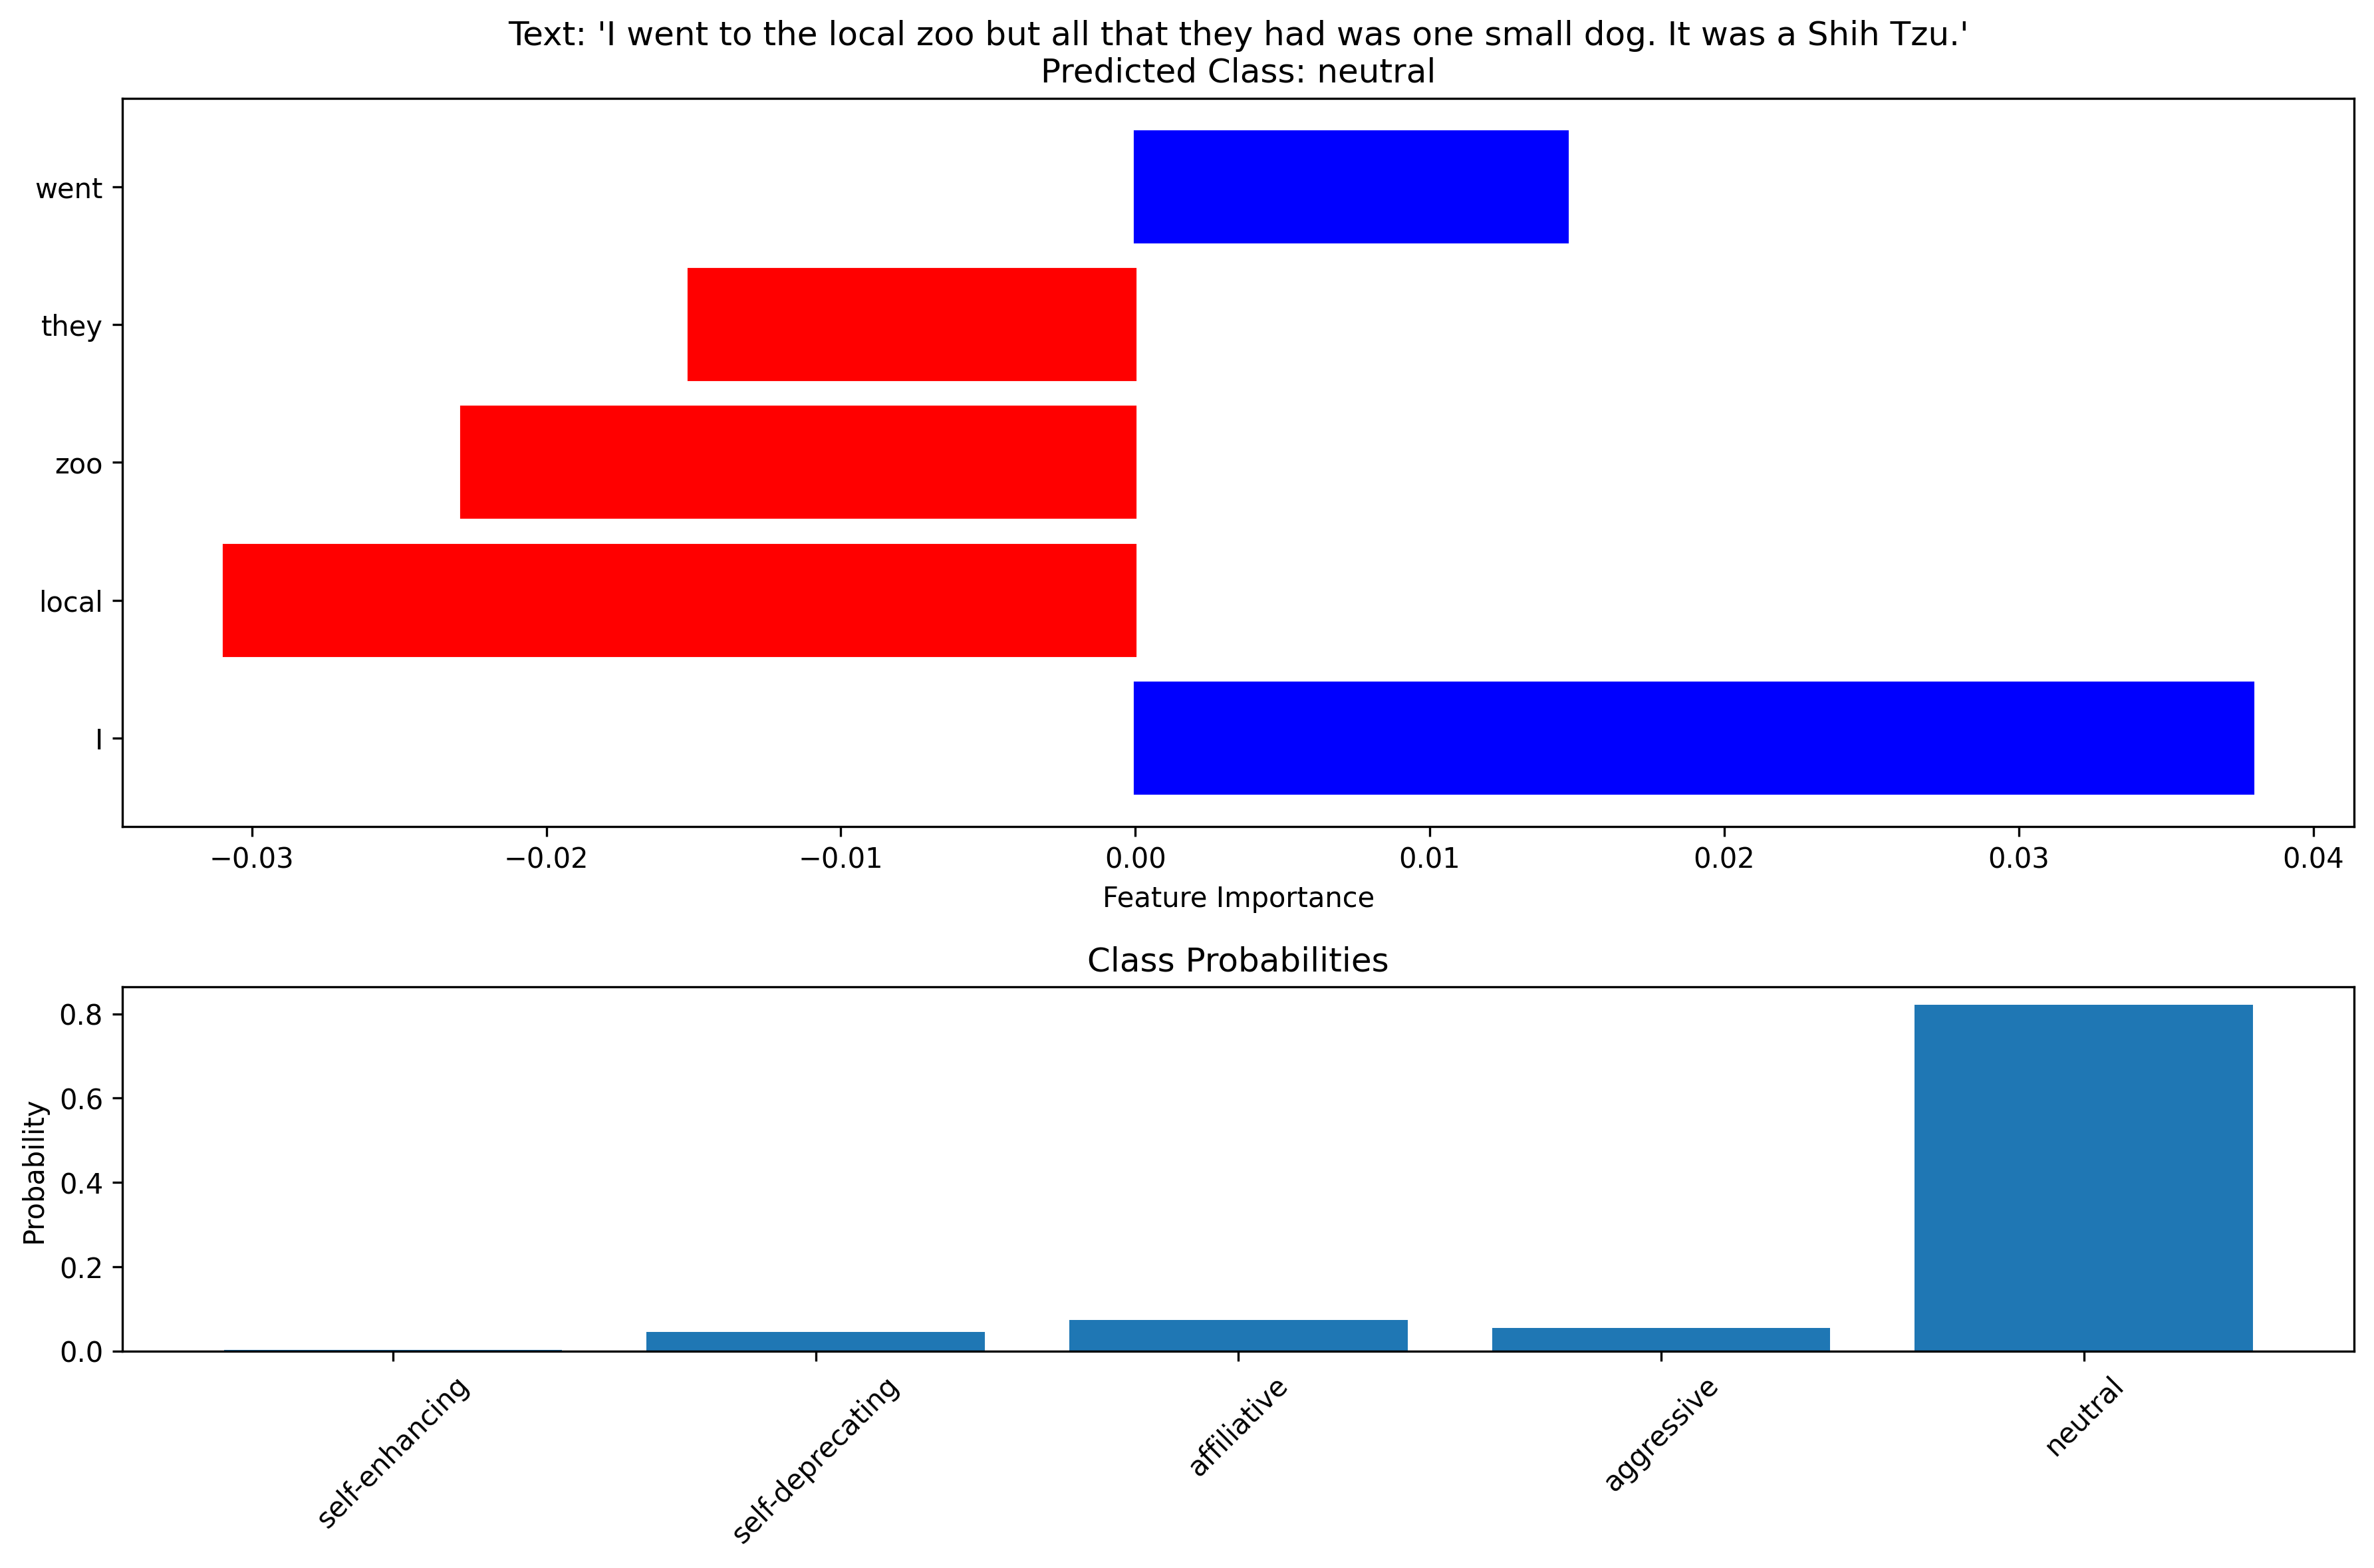 Text: 'I went to the local zoo but all that they had was one small dog. It was a Shih Tzu.'
Predicted Class: neutral
went
they
zoo
local
I
−0.03 −0.02 −0.01 0.00 0.01 0.02 0.03 0.04
Feature Importance
Class Probabilities
Probability
0.8
0.6
0.4
0.2
0.0
self-enhancing self-deprecating affiliative aggressive neutral